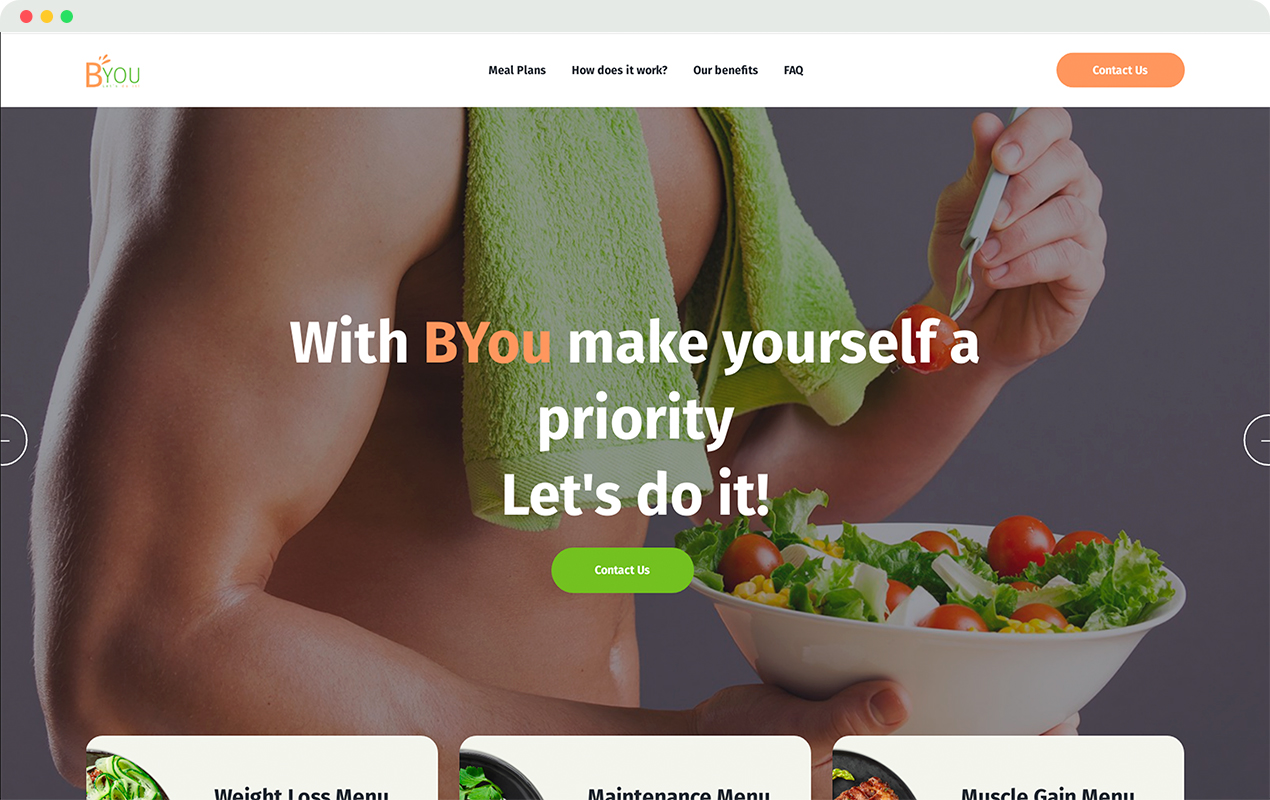 BYOU
Meal Plans
How does it work?
Our benefits
FAQ
Contact Us
With BYou make yourself a
priority
Let's do it!
Contact Us
Weight Loss Menu
Maintenance Menu
Muscle Gain Menu